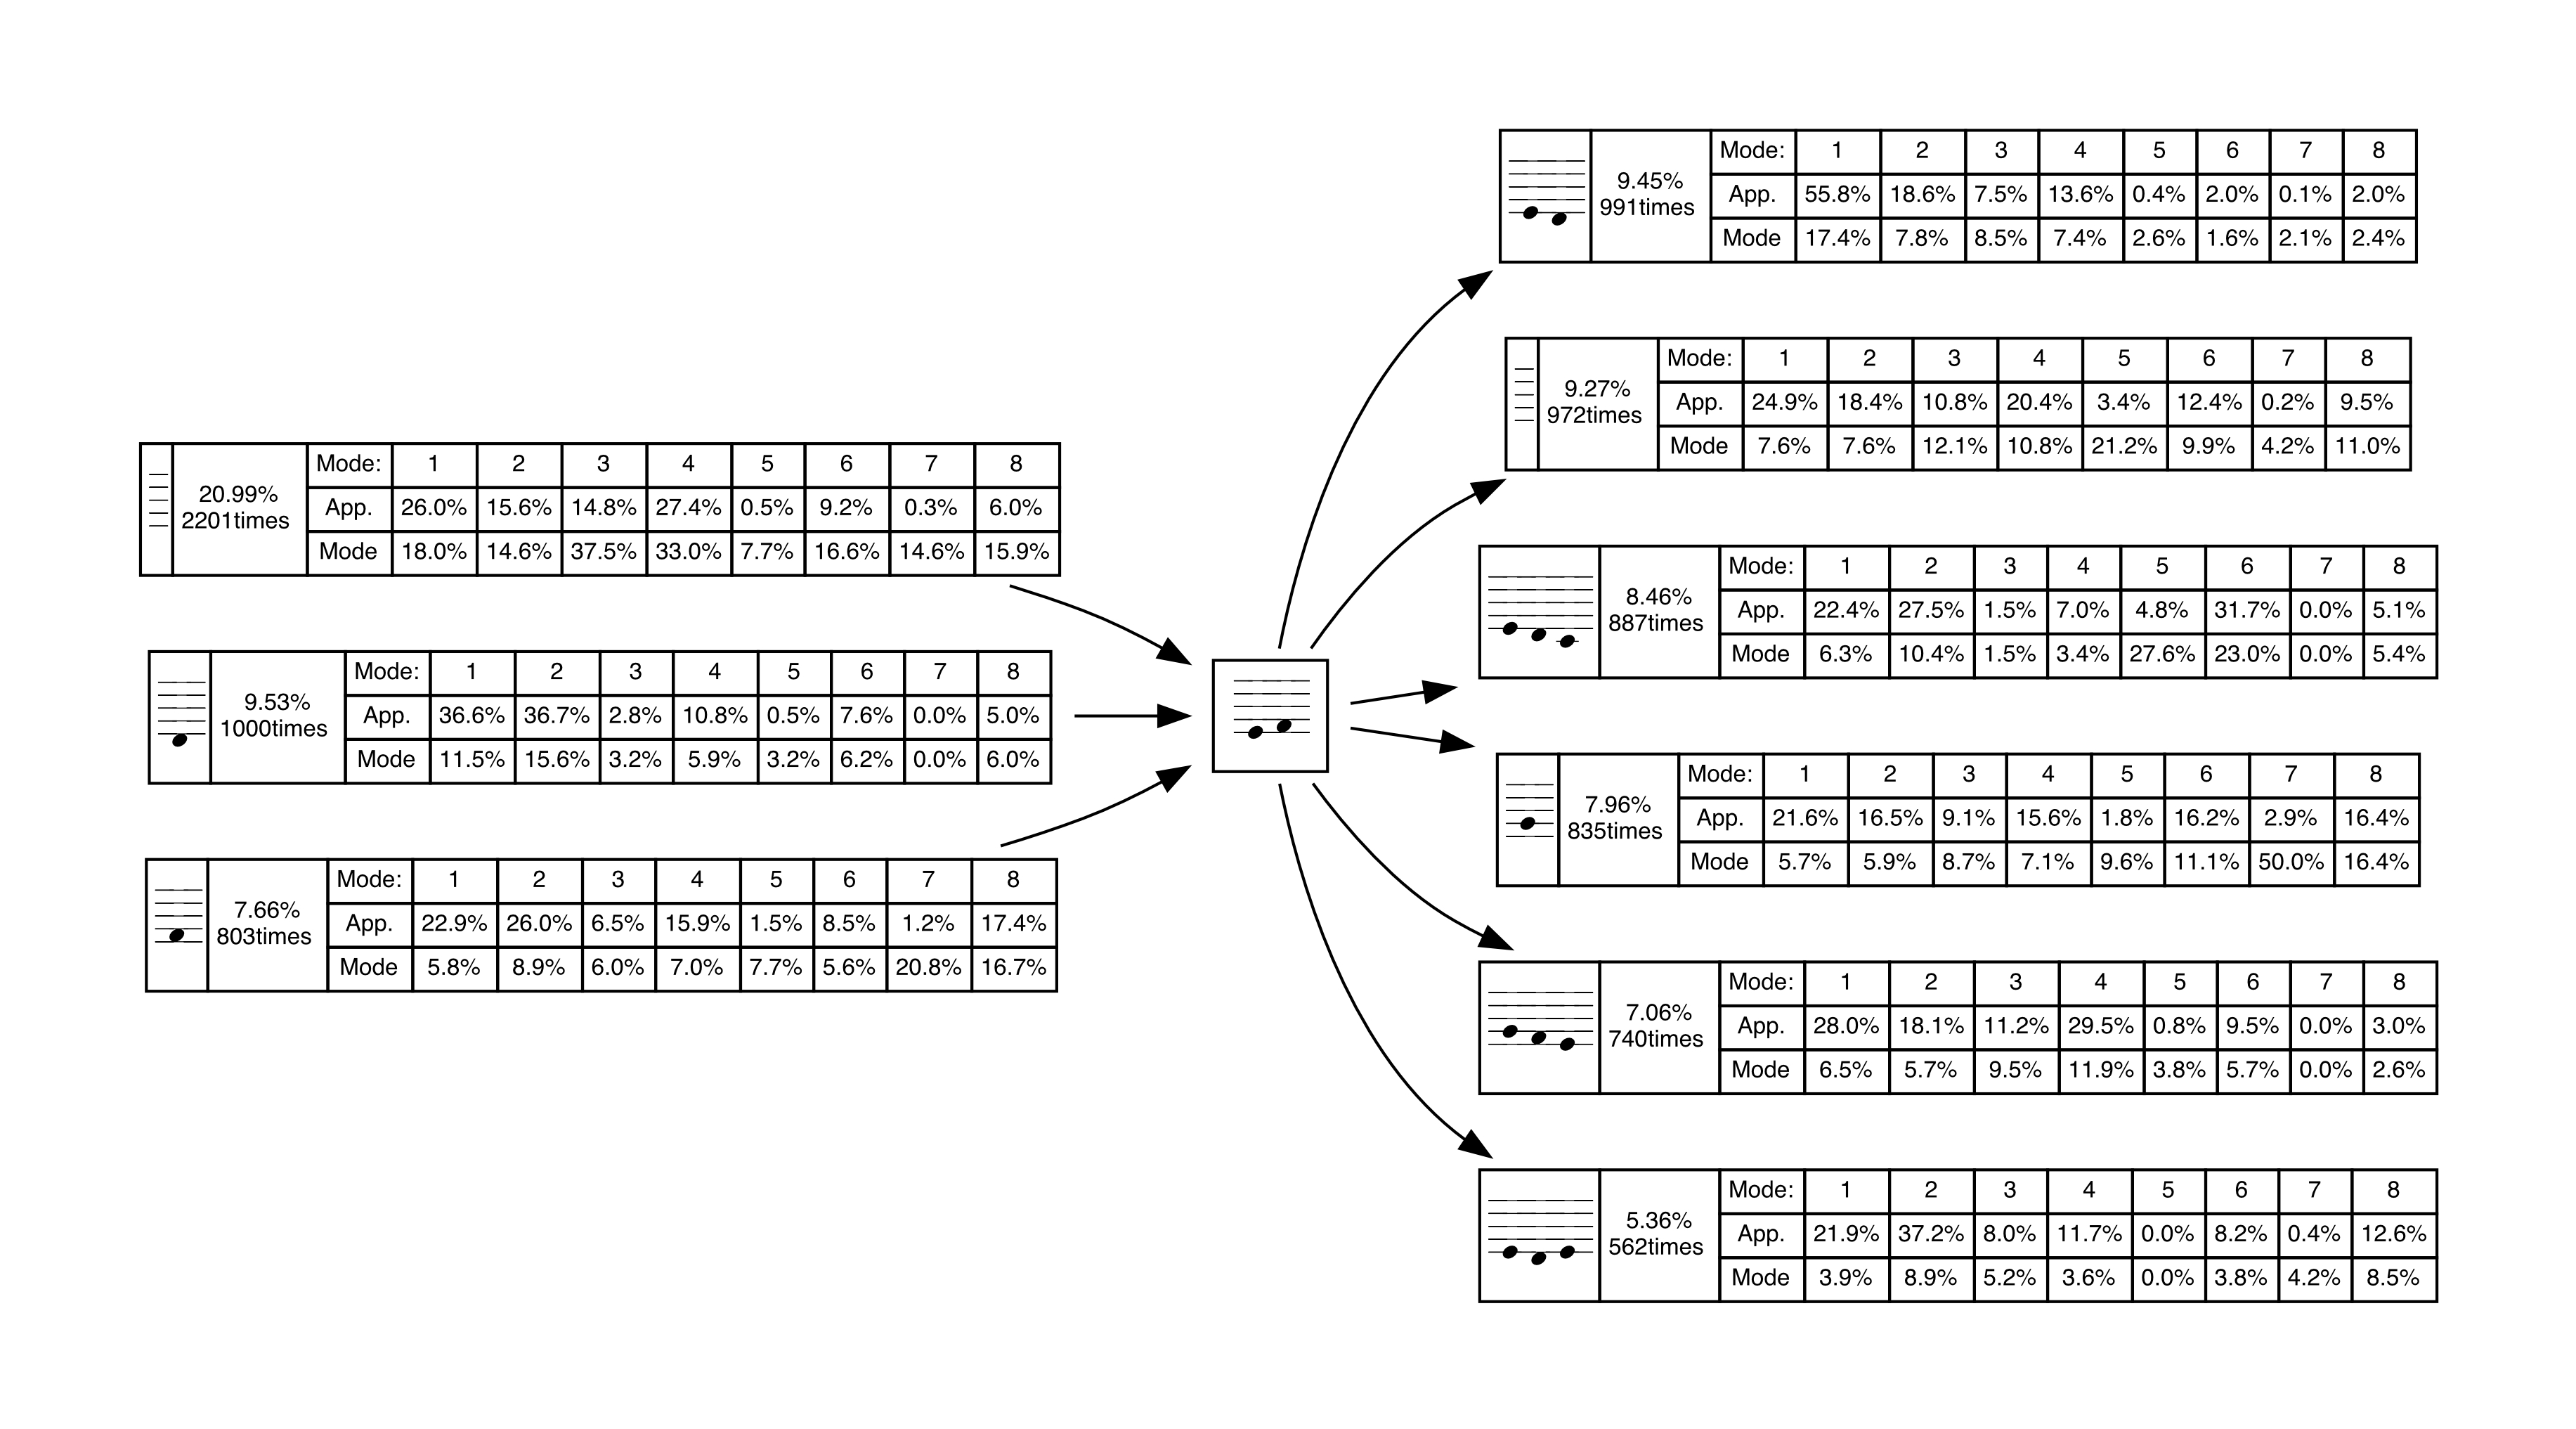 20.99%
2201times
Mode: 1 2 3 4 5 6 7 8
App. 26.0% 15.6% 14.8% 27.4% 0.5% 9.2% 0.3% 6.0%
Mode 18.0% 14.6% 37.5% 33.0% 7.7% 16.6% 14.6% 15.9%
9.53%
1000times
Mode: 1 2 3 4 5 6 7 8
App. 36.6% 36.7% 2.8% 10.8% 0.5% 7.6% 0.0% 5.0%
Mode 11.5% 15.6% 3.2% 5.9% 3.2% 6.2% 0.0% 6.0%
7.66%
803times
Mode: 1 2 3 4 5 6 7 8
App. 22.9% 26.0% 6.5% 15.9% 1.5% 8.5% 1.2% 17.4%
Mode 5.8% 8.9% 6.0% 7.0% 7.7% 5.6% 20.8% 16.7%
9.45%
991times
Mode: 1 2 3 4 5 6 7 8
App. 55.8% 18.6% 7.5% 13.6% 0.4% 2.0% 0.1% 2.0%
Mode 17.4% 7.8% 8.5% 7.4% 2.6% 1.6% 2.1% 2.4%
9.27%
972times
Mode: 1 2 3 4 5 6 7 8
App. 24.9% 18.4% 10.8% 20.4% 3.4% 12.4% 0.2% 9.5%
Mode 7.6% 7.6% 12.1% 10.8% 21.2% 9.9% 4.2% 11.0%
8.46%
887times
Mode: 1 2 3 4 5 6 7 8
App. 22.4% 27.5% 1.5% 7.0% 4.8% 31.7% 0.0% 5.1%
Mode 6.3% 10.4% 1.5% 3.4% 27.6% 23.0% 0.0% 5.4%
7.96%
835times
Mode: 1 2 3 4 5 6 7 8
App. 21.6% 16.5% 9.1% 15.6% 1.8% 16.2% 2.9% 16.4%
Mode 5.7% 5.9% 8.7% 7.1% 9.6% 11.1% 50.0% 16.4%
7.06%
740times
Mode: 1 2 3 4 5 6 7 8
App. 28.0% 18.1% 11.2% 29.5% 0.8% 9.5% 0.0% 3.0%
Mode 6.5% 5.7% 9.5% 11.9% 3.8% 5.7% 0.0% 2.6%
5.36%
562times
Mode: 1 2 3 4 5 6 7 8
App. 21.9% 37.2% 8.0% 11.7% 0.0% 8.2% 0.4% 12.6%
Mode 3.9% 8.9% 5.2% 3.6% 0.0% 3.8% 4.2% 8.5%